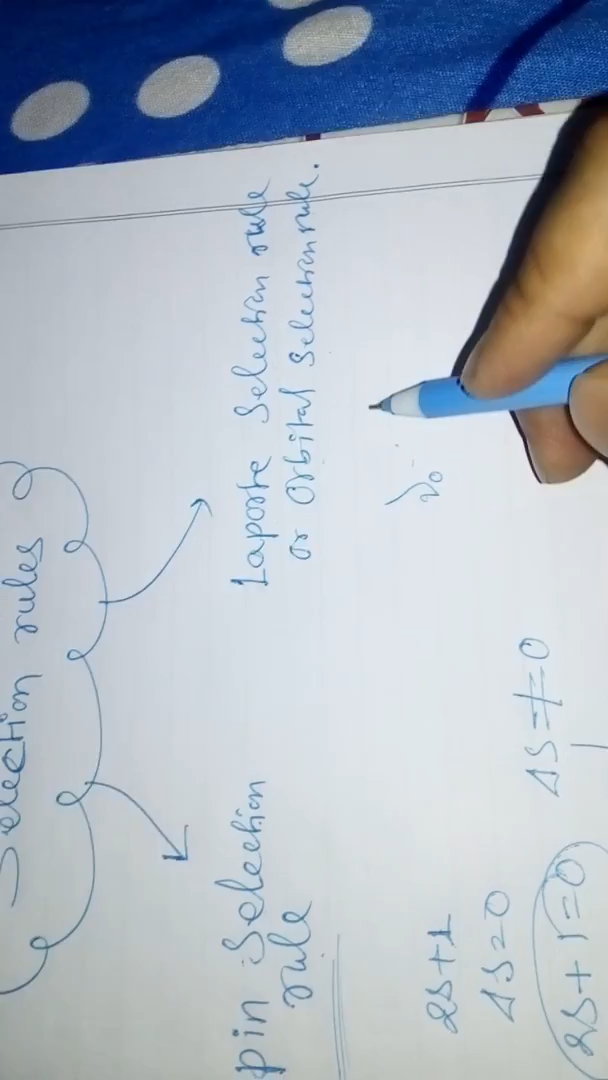 Selection rules
pin Selection
rule
2S+1
ΔS=0
2S+1=0
ΔS≠0
Laporte Selection rule
or Orbital Selection rule.